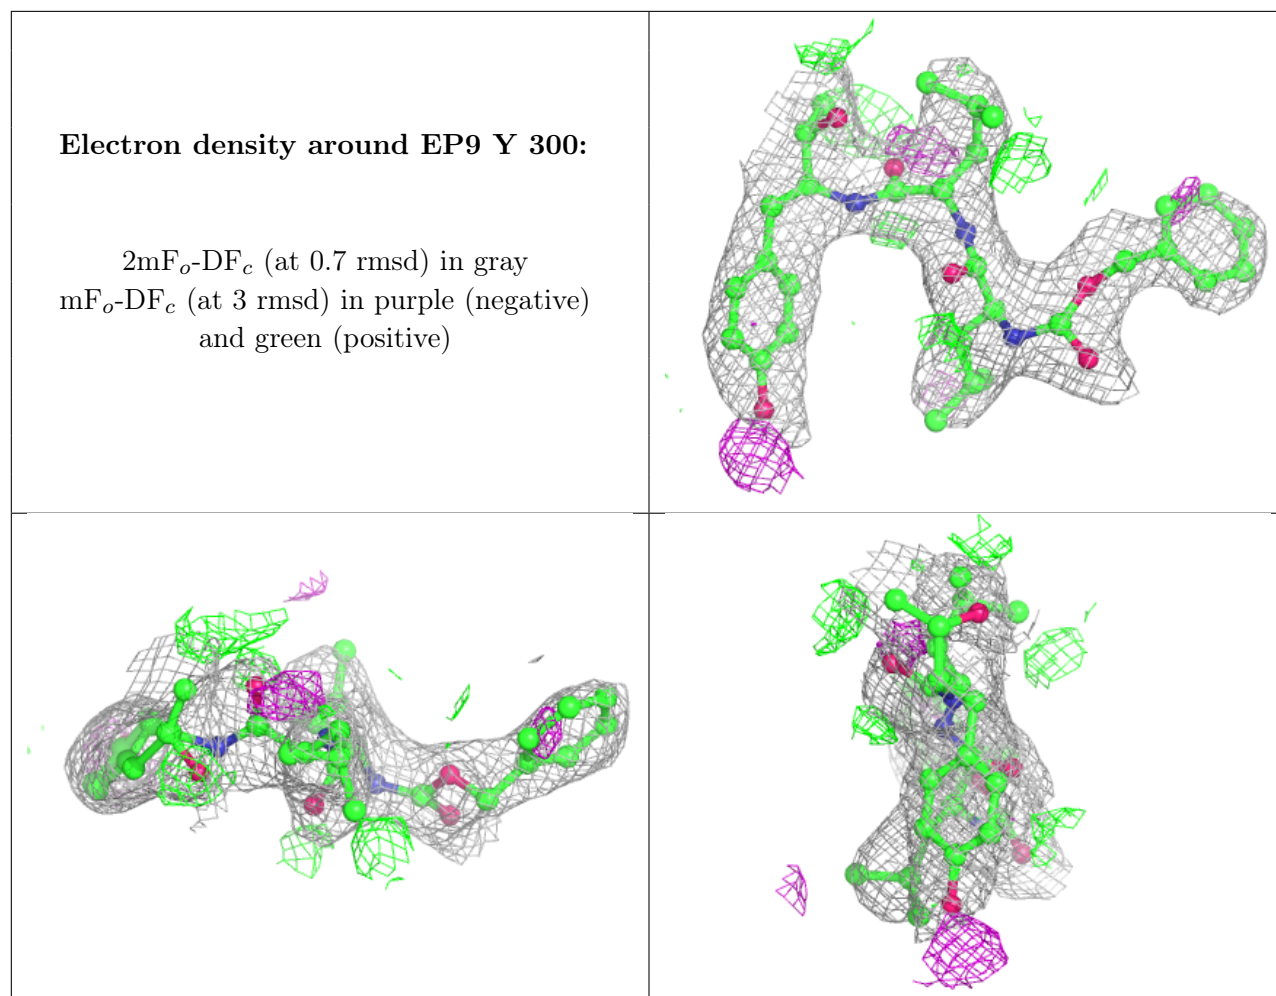 Electron density around EP9 Y 300:
2mFo-DFc (at 0.7 rmsd) in gray
mFo-DFc (at 3 rmsd) in purple (negative)
and green (positive)